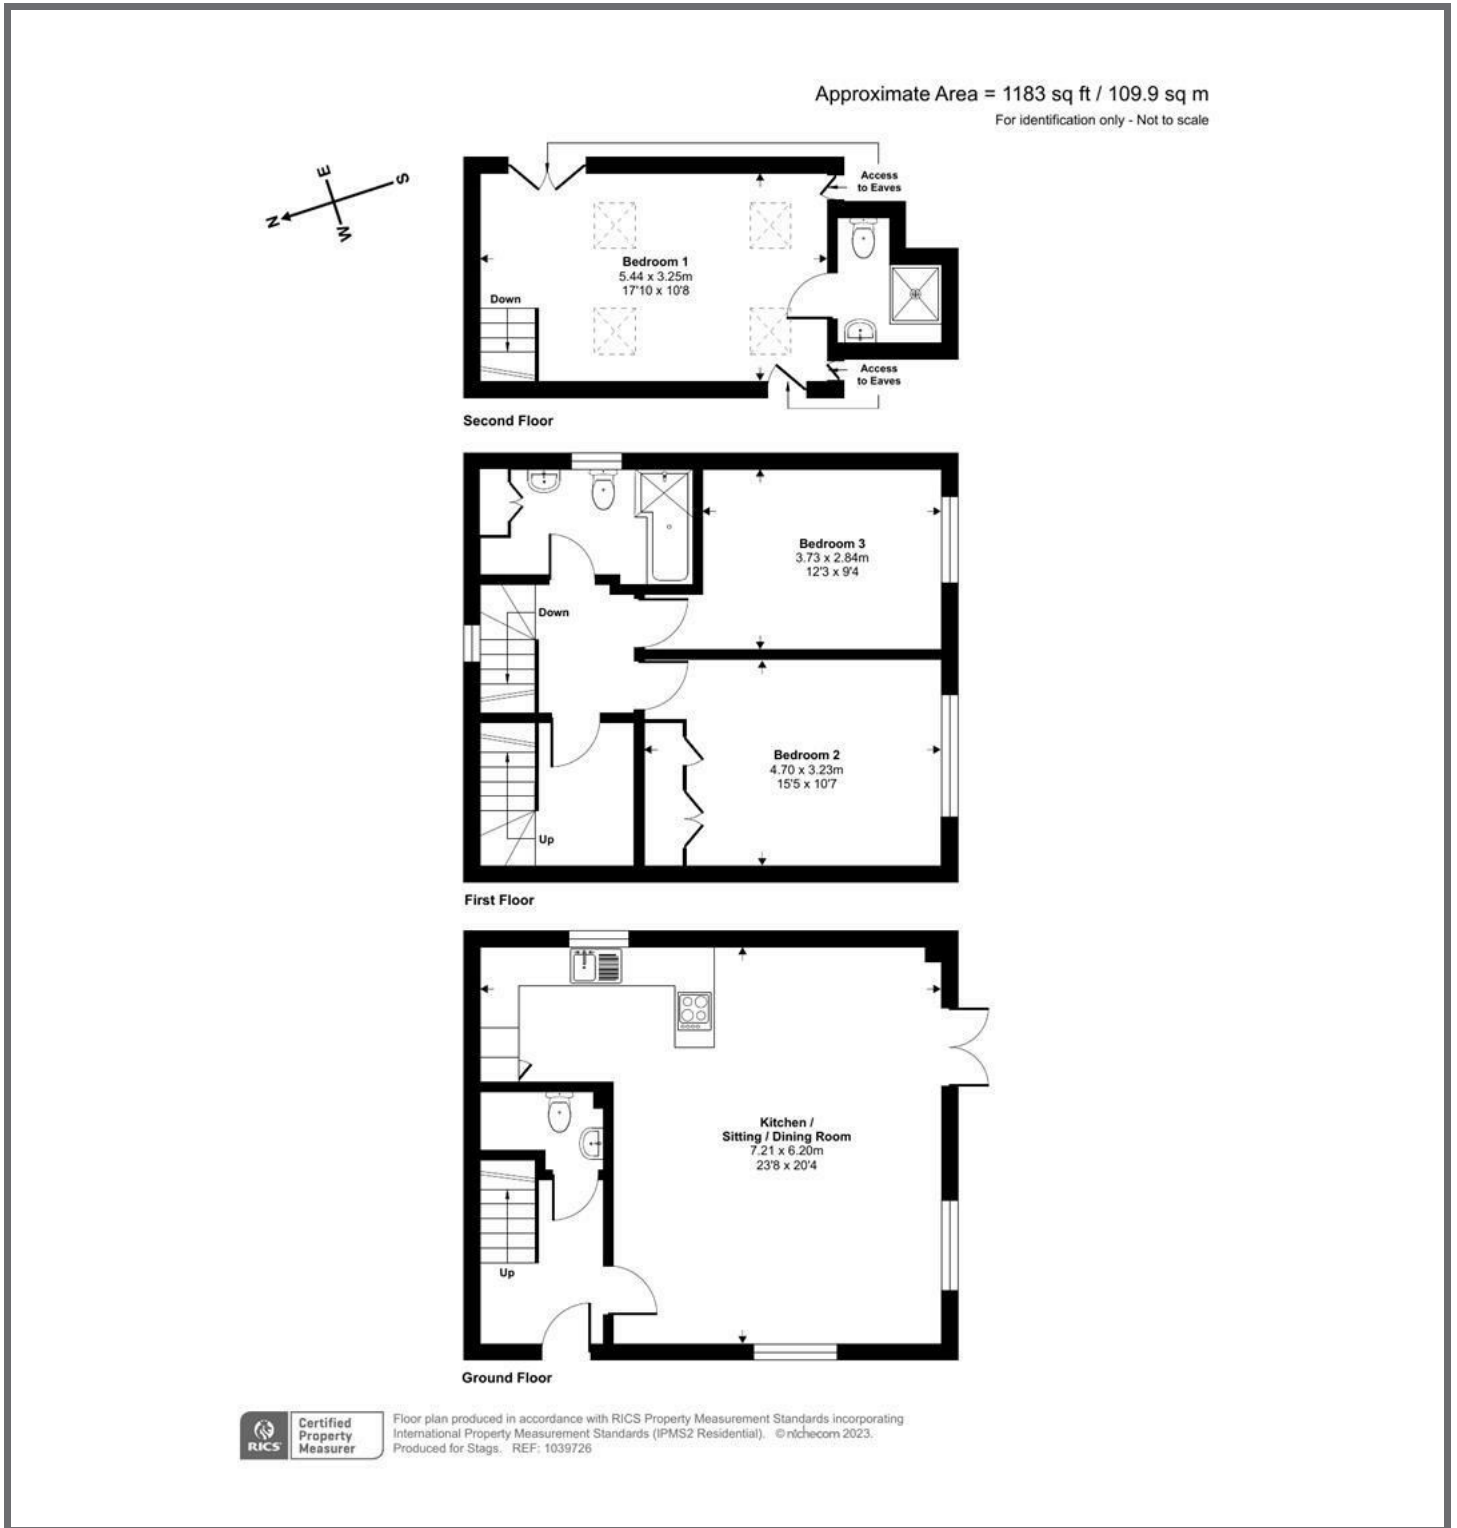 Approximate Area = 1183 sq ft / 109.9 sq m
For identification only - Not to scale
N
E
S
W
Access
to Eaves
Bedroom 1
5.44 x 3.25m
17'10 x 10'8
Down
Access
to Eaves
Second Floor
Bedroom 3
3.73 x 2.84m
12'3 x 9'4
Down
Bedroom 2
4.70 x 3.23m
15'5 x 10'7
Up
First Floor
Kitchen /
Sitting / Dining Room
7.21 x 6.20m
23'8 x 20'4
Up
Ground Floor
RICS
Certified
Property
Measurer
Floor plan produced in accordance with RICS Property Measurement Standards incorporating
International Property Measurement Standards (IPMS2 Residential). © nichecom 2023.
Produced for Stags. REF: 1039726